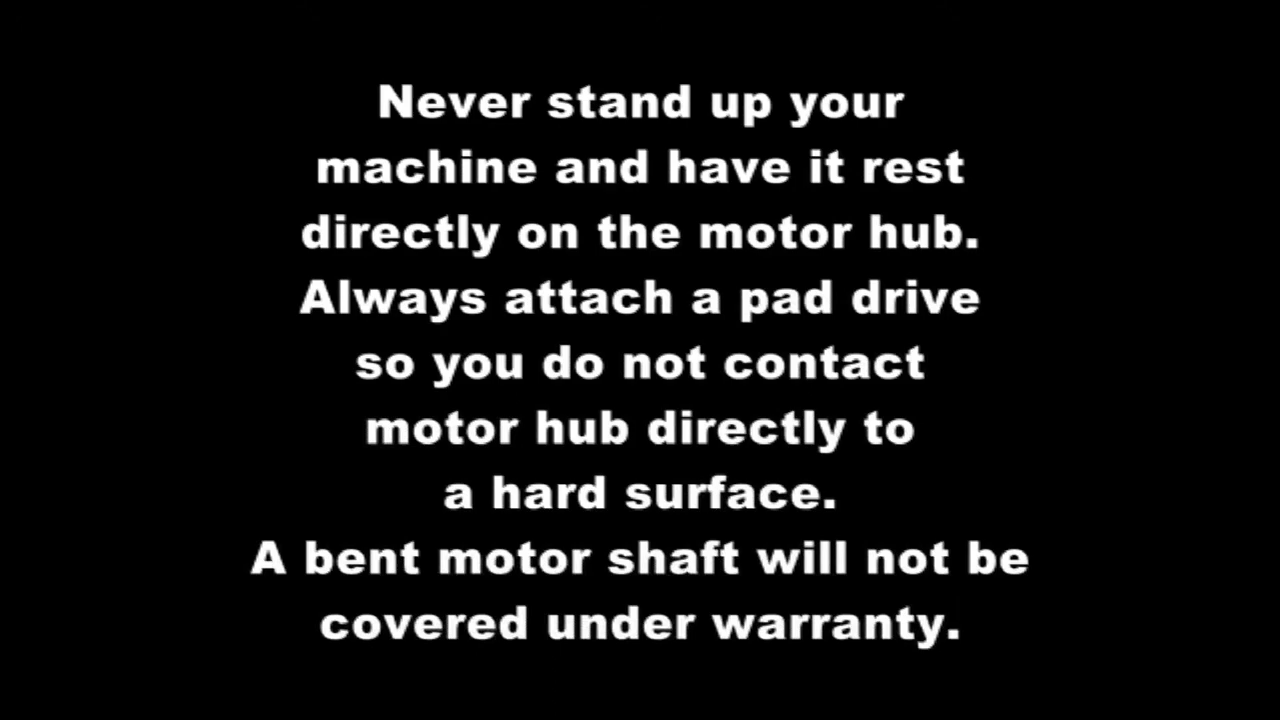 Never stand up your
machine and have it rest
directly on the motor hub.
Always attach a pad drive
so you do not contact
motor hub directly to
a hard surface.
A bent motor shaft will not be
covered under warranty.